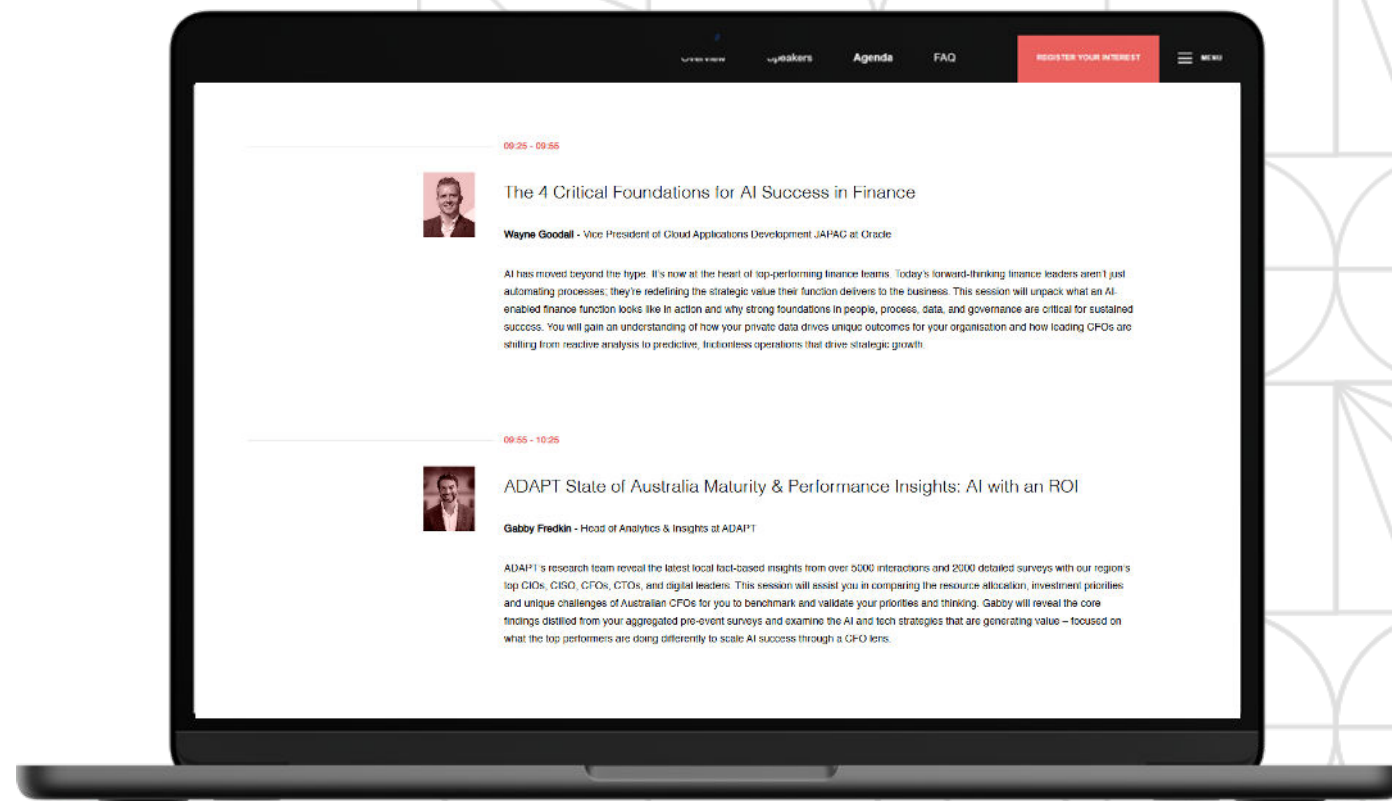 Overview Speakers Agenda FAQ REGISTER YOUR INTEREST MENU
09:25 - 09:55
The 4 Critical Foundations for AI Success in Finance
Wayne Goodall - Vice President of Cloud Applications Development JAPAC at Oracle
AI has moved beyond the hype. It's now at the heart of top-performing finance teams. Today's forward-thinking finance leaders aren't just
automating processes; they're redefining the strategic value their function delivers to the business. This session will unpack what an AI-
enabled finance function looks like in action and why strong foundations in people, process, data, and governance are critical for sustained
success. You will gain an understanding of how your private data drives unique outcomes for your organisation and how leading CFOs are
shifting from reactive analysis to predictive, frictionless operations that drive strategic growth.
09:55 - 10:25
ADAPT State of Australia Maturity & Performance Insights: AI with an ROI
Gabby Fredkin - Head of Analytics & Insights at ADAPT
ADAPT's research team reveal the latest local fact-based insights from over 5000 interactions and 2000 detailed surveys with our region's
top CIOs, CISO, CFOs, CTOs, and digital leaders. This session will assist you in comparing the resource allocation, investment priorities
and unique challenges of Australian CFOs for you to benchmark and validate your priorities and thinking. Gabby will reveal the core
findings distilled from your aggregated pre-event surveys and examine the AI and tech strategies that are generating value – focused on
what the top performers are doing differently to scale AI success through a CFO lens.